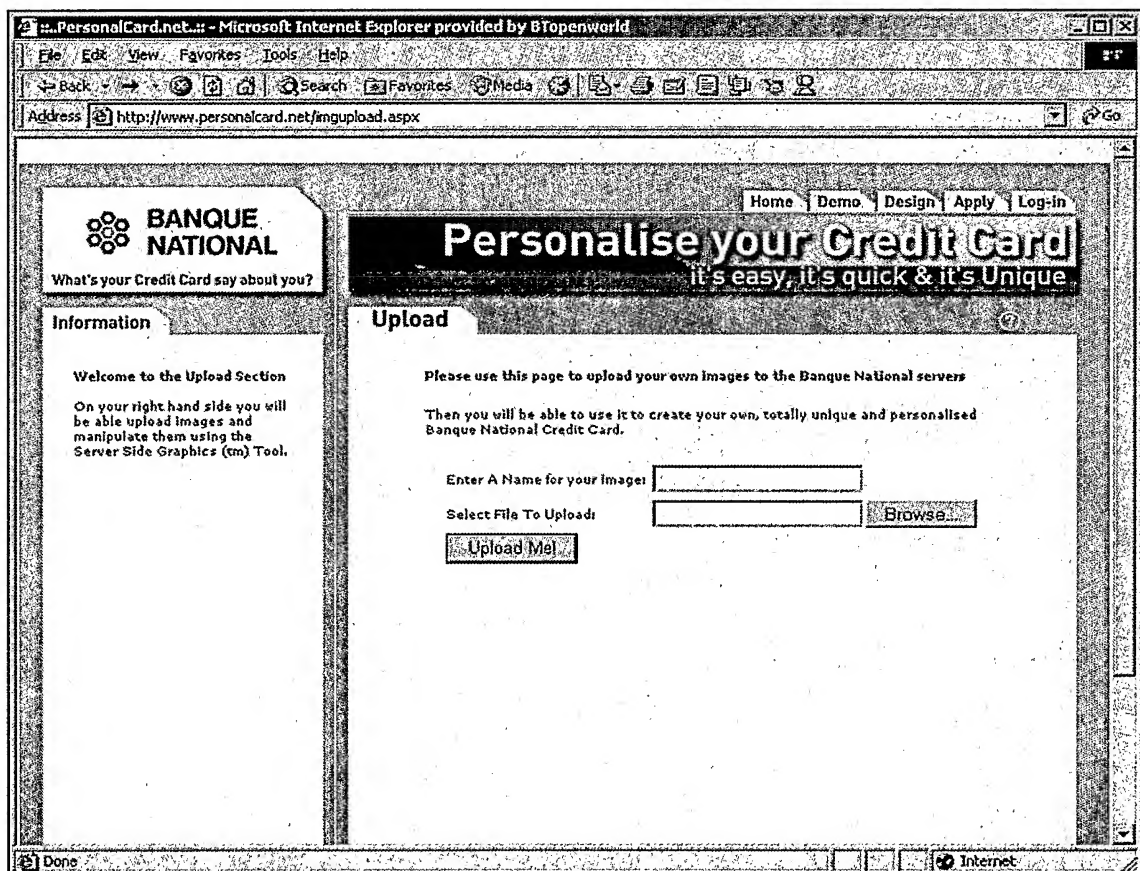 ::..PersonalCard.net..:: - Microsoft Internet Explorer provided by BTopenworld
File Edit View Favorites Tools Help
Back Search Favorites Media
Address http://www.personalcard.net/imgupload.aspx Go
Home Demo Design Apply Log-in
BANQUE NATIONAL
What's your Credit Card say about you?
Personalise your Credit Card
it's easy, it's quick & it's Unique
Information
Upload
?
Welcome to the Upload Section
On your right hand side you will
be able upload images and
manipulate them using the
Server Side Graphics (tm) Tool.
Please use this page to upload your own images to the Banque National servers
Then you will be able to use it to create your own, totally unique and personalised
Banque National Credit Card.
Enter A Name for your Image:
Select File To Upload: Browse...
Upload Me!
Done Internet